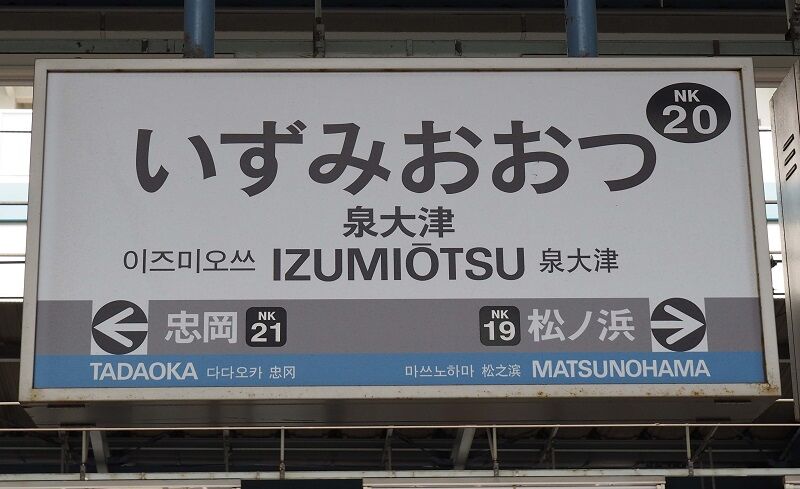 NK
20
いずみおおつ
泉大津
이즈미오쓰 IZUMIŌTSU 泉大津
忠岡 NK 21 NK 19 松ノ浜
TADAOKA 다다오카 忠冈 마쓰노하마 松之滨 MATSUNOHAMA